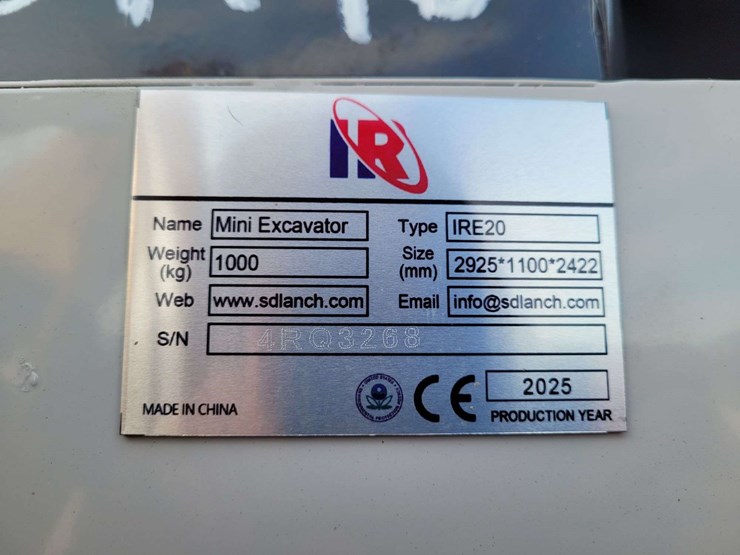 IR
Name Mini Excavator Type IRE20
Weight (kg) 1000 Size (mm) 2925*1100*2422
Web www.sdlanch.com Email info@sdlanch.com
S/N 4RQ3268
MADE IN CHINA CE 2025
PRODUCTION YEAR